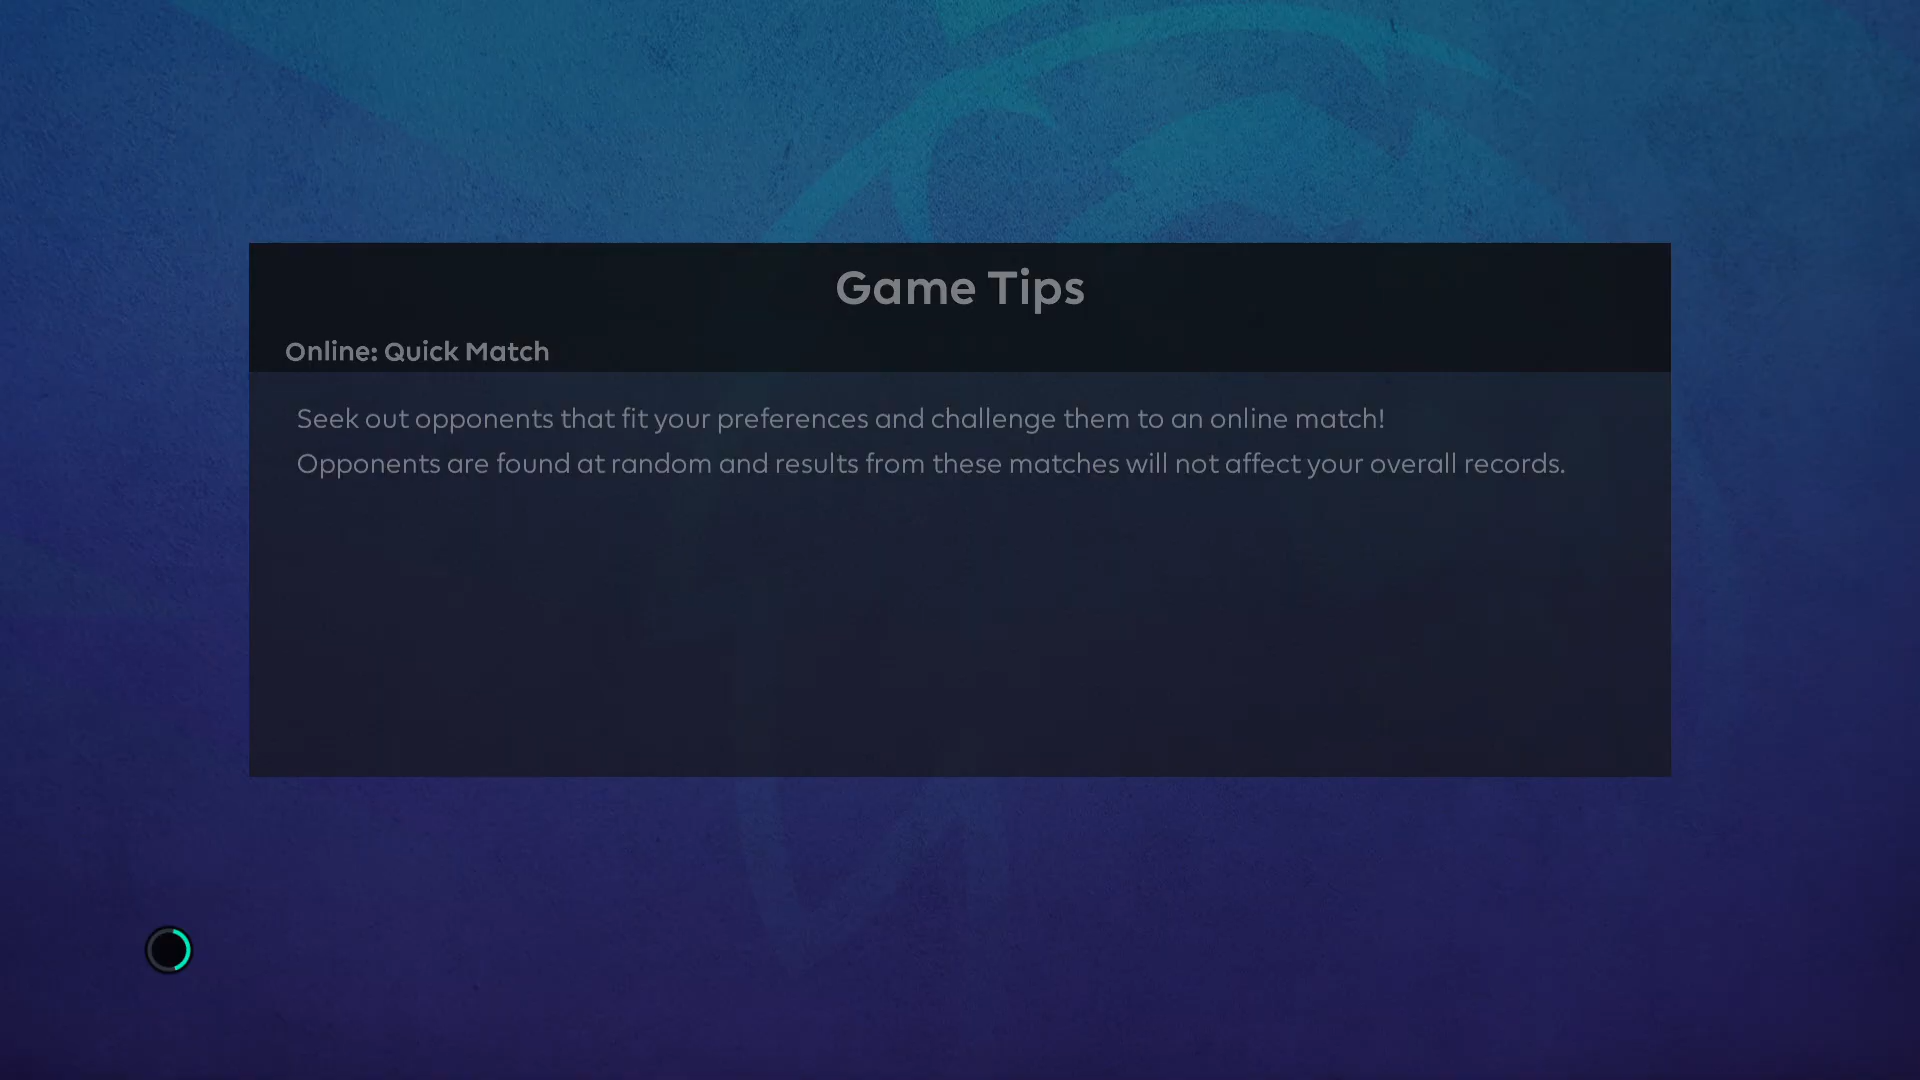 Game Tips
Online: Quick Match
Seek out opponents that fit your preferences and challenge them to an online match!
Opponents are found at random and results from these matches will not affect your overall records.